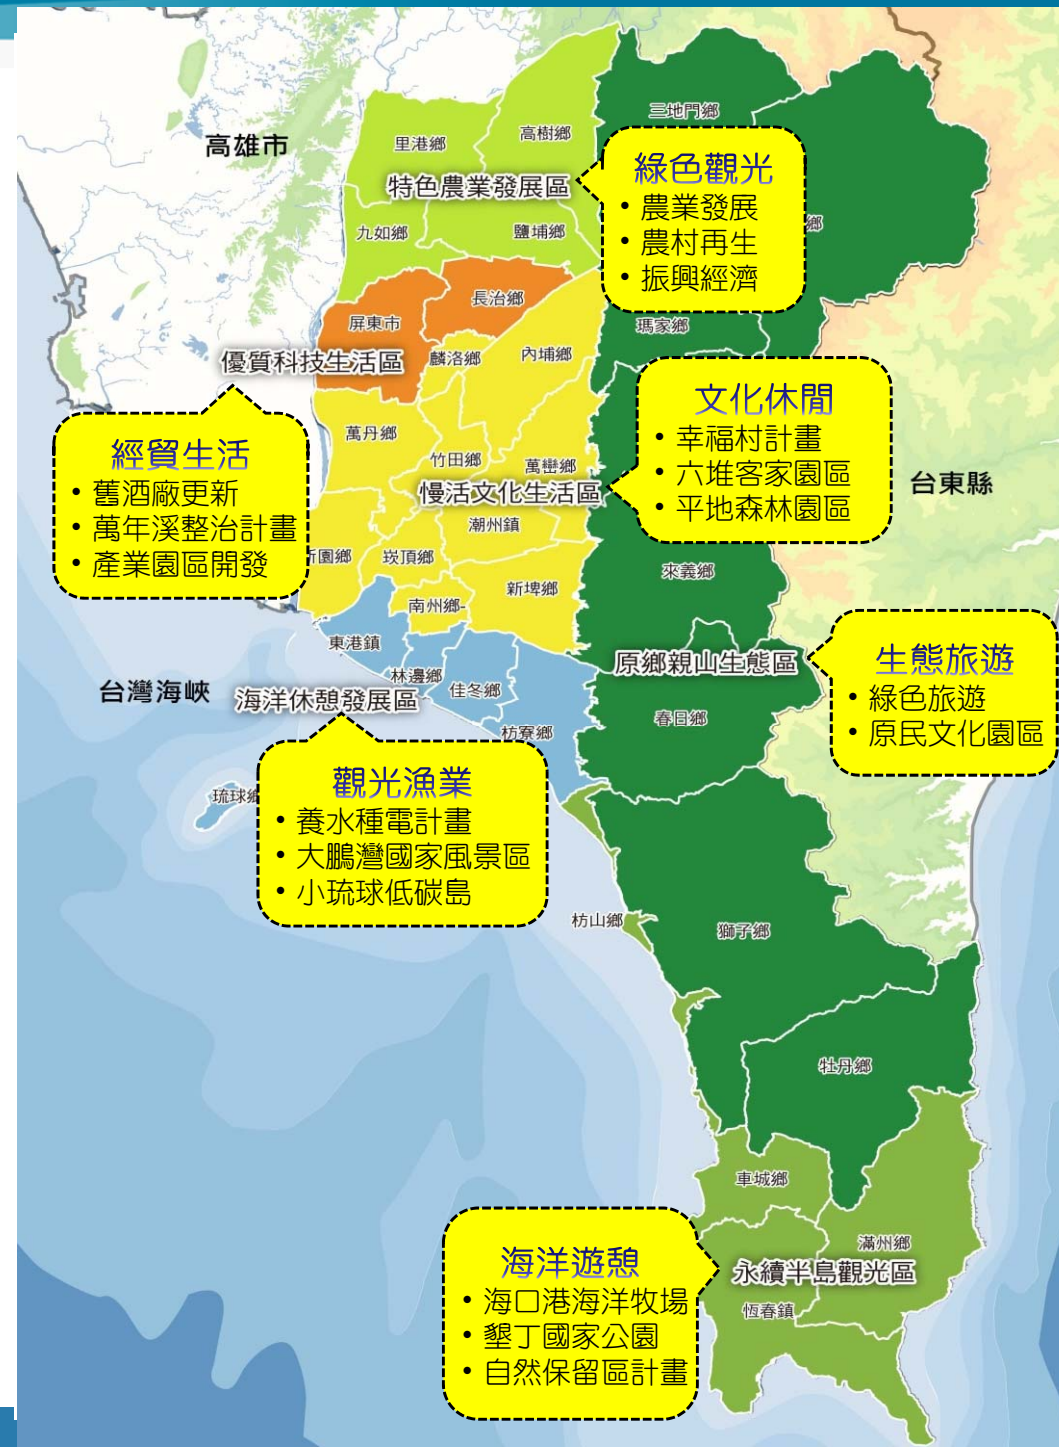 三地門鄉
高樹鄉
里港鄉
高雄市
特色農業發展區
綠色觀光
• 農業發展
• 農村再生
• 振興經濟
鄉
九如鄉
鹽埔鄉
長治鄉
屏東市
瑪家鄉
優質科技生活區
麟洛鄉
內埔鄉
文化休閒
• 幸福村計畫
• 六堆客家園區
• 平地森林園區
經貿生活
• 舊酒廠更新
• 萬年溪整治計畫
• 產業園區開發
萬丹鄉
竹田鄉
萬巒鄉
慢活文化生活區
台東縣
潮州鎮
新園鄉
崁頂鄉
來義鄉
新埤鄉
南州鄉
東港鎮
原鄉親山生態區
生態旅遊
• 綠色旅遊
• 原民文化園區
林邊鄉
佳冬鄉
台灣海峽
海洋休憩發展區
春日鄉
枋寮鄉
觀光漁業
• 養水種電計畫
• 大鵬灣國家風景區
• 小琉球低碳島
琉球鄉
枋山鄉
獅子鄉
牡丹鄉
車城鄉
滿州鄉
海洋遊憩
• 海口港海洋牧場
• 墾丁國家公園
• 自然保留區計畫
永續半島觀光區
恆春鎮